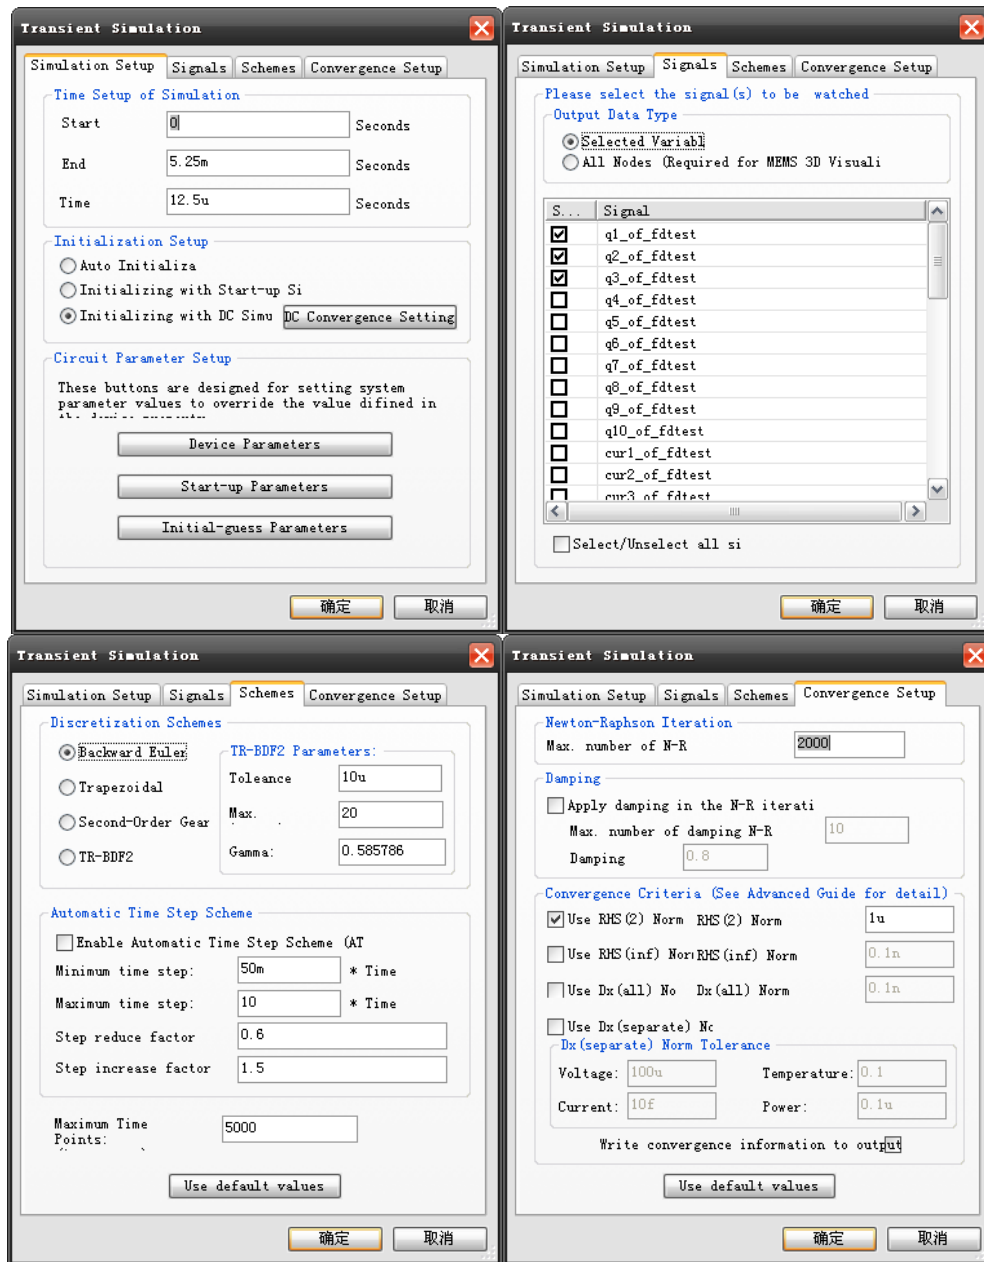 Transient Simulation
Simulation Setup Signals Schemes Convergence Setup
Time Setup of Simulation
Start 0 Seconds
End 5.25m Seconds
Time 12.5u Seconds
Initialization Setup
Auto Initializa
Initializing with Start-up Si
Initializing with DC Simu DC Convergence Setting
Circuit Parameter Setup
These buttons are designed for setting system
parameter values to override the value difined in
Device Parameters
Start-up Parameters
Initial-guess Parameters
确定 取消
Transient Simulation
Simulation Setup Signals Schemes Convergence Setup
Please select the signal(s) to be watched
Output Data Type
Selected Variabl
All Nodes (Required for MEMS 3D Visuali
S... Signal
q1_of_fdtest
q2_of_fdtest
q3_of_fdtest
q4_of_fdtest
q5_of_fdtest
q6_of_fdtest
q7_of_fdtest
q8_of_fdtest
q9_of_fdtest
q10_of_fdtest
cur1_of_fdtest
cur2_of_fdtest
cur3_of_fdtest
Select/Unselect all si
确定 取消
Transient Simulation
Simulation Setup Signals Schemes Convergence Setup
Discretization Schemes
Backward Euler
Trapezoidal
Second-Order Gear
TR-BDF2
TR-BDF2 Parameters:
Toleance 10u
Max. 20
Gamma: 0.585786
Automatic Time Step Scheme
Enable Automatic Time Step Scheme (AT
Minimum time step: 50m * Time
Maximum time step: 10 * Time
Step reduce factor 0.6
Step increase factor 1.5
Maximum Time
Points: 5000
Use default values
确定 取消
Transient Simulation
Simulation Setup Signals Schemes Convergence Setup
Newton-Raphson Iteration
Max. number of N-R 2000
Damping
Apply damping in the N-R iterati
Max. number of damping N-R 10
Damping 0.8
Convergence Criteria (See Advanced Guide for detail)
Use RHS(2) Norm RHS(2) Norm 1u
Use RHS(inf) Nor RHS(inf) Norm 0.1n
Use Dx(all) No Dx(all) Norm 0.1n
Use Dx(separate) Nc
Dx(separate) Norm Tolerance
Voltage: 100u Temperature: 0.1
Current: 10f Power: 0.1u
Write convergence information to output
Use default values
确定 取消